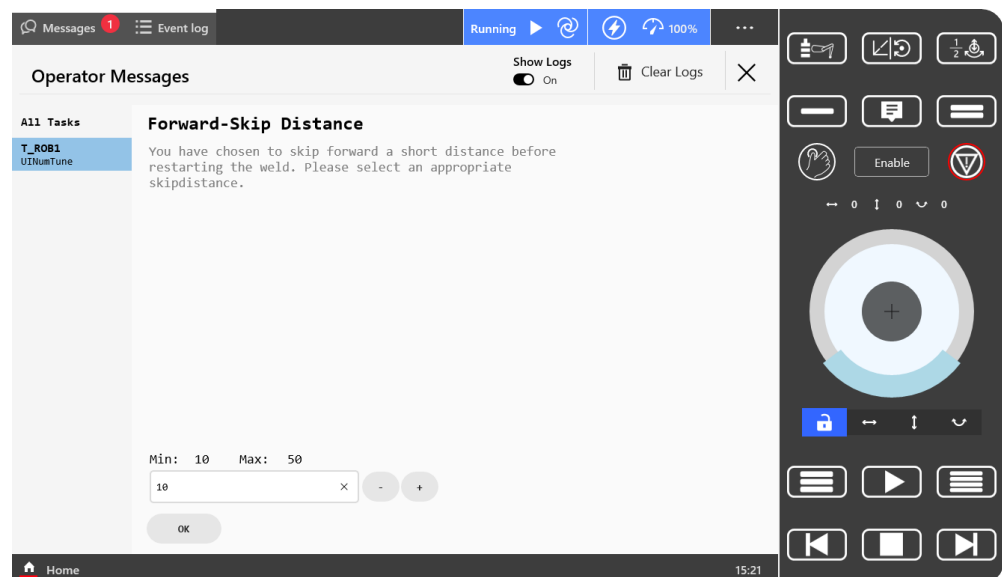 Messages 1 Event log Running 100% ...
Operator Messages Show Logs On Clear Logs
All Tasks
T_ROB1
UINumTune
Forward-Skip Distance
You have chosen to skip forward a short distance before
restarting the weld. Please select an appropriate
skipdistance.
Min: 10 Max: 50
10 × - +
OK
Home 15:21
1
2
Enable
0 0 0
+